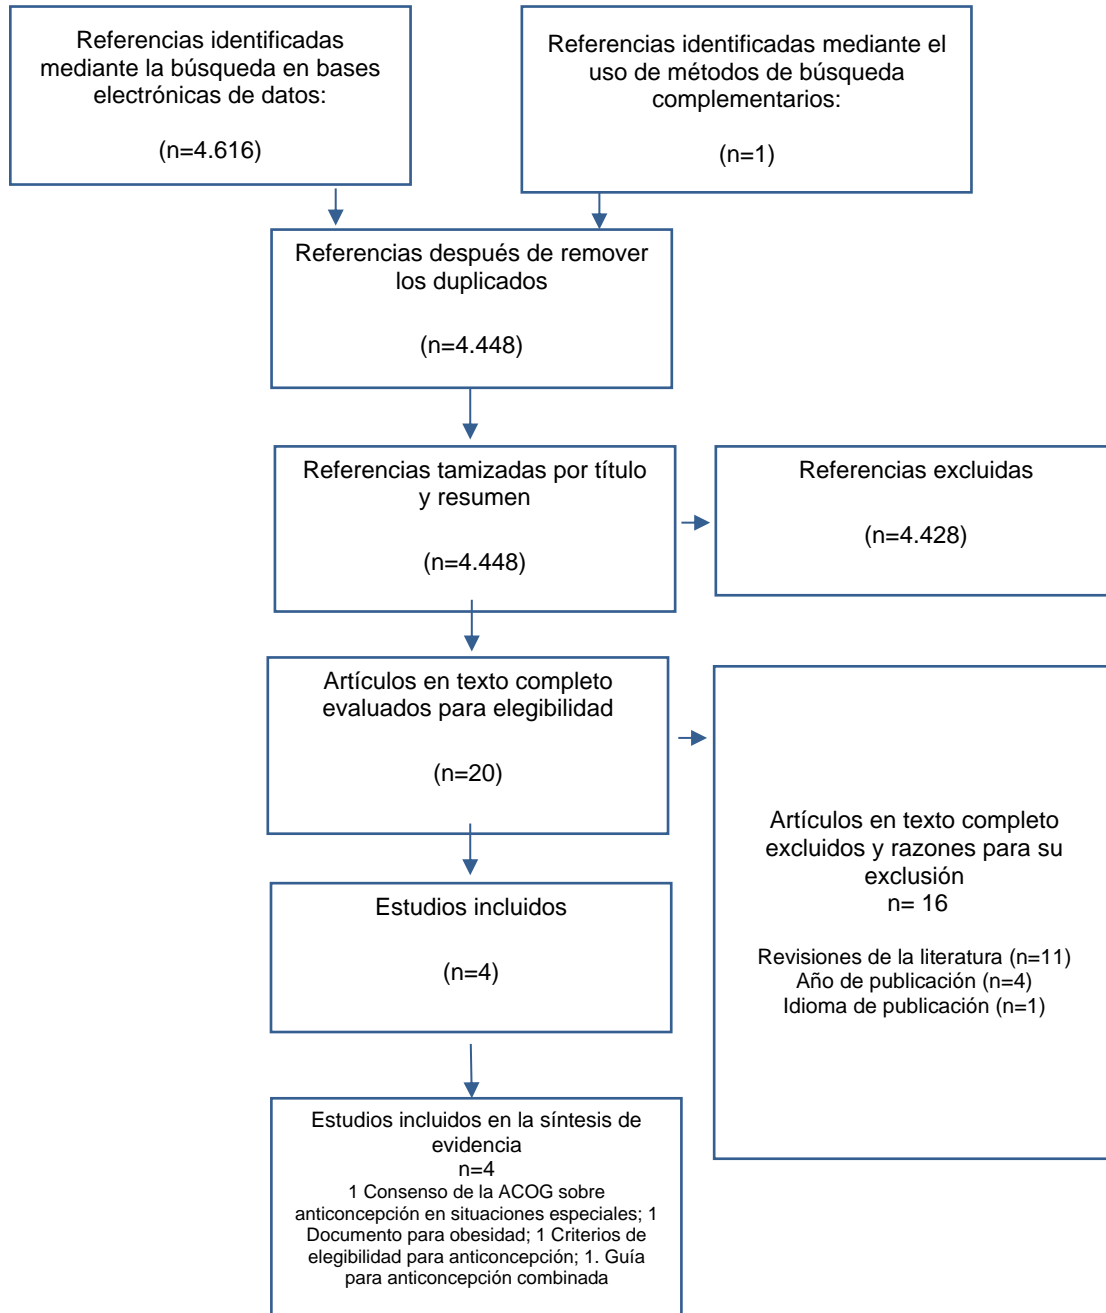 Referencias identificadas
mediante la búsqueda en bases
electrónicas de datos:
(n=4.616)
Referencias identificadas mediante el
uso de métodos de búsqueda
complementarios:
(n=1)
Referencias después de remover
los duplicados
(n=4.448)
Referencias tamizadas por título
y resumen
(n=4.448)
Referencias excluidas
(n=4.428)
Artículos en texto completo
evaluados para elegibilidad
(n=20)
Artículos en texto completo
excluidos y razones para su
exclusión
n= 16
Revisiones de la literatura (n=11)
Año de publicación (n=4)
Idioma de publicación (n=1)
Estudios incluidos
(n=4)
Estudios incluidos en la síntesis de
evidencia
n=4
1 Consenso de la ACOG sobre
anticoncepción en situaciones especiales; 1
Documento para obesidad; 1 Criterios de
elegibilidad para anticoncepción; 1. Guía
para anticoncepción combinada